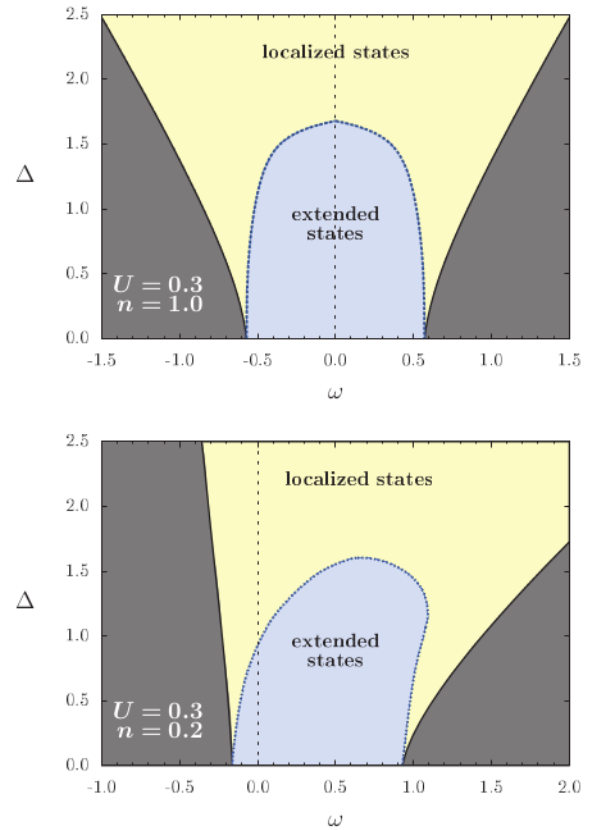 2.5
localized states
2.0
1.5
Δ
1.0
extended
states
0.5
U = 0.3
n = 1.0
0.0
-1.5 -1.0 -0.5 0.0 0.5 1.0 1.5
ω
2.5
localized states
2.0
1.5
Δ
1.0
extended
states
0.5
U = 0.3
n = 0.2
0.0
-1.0 -0.5 0.0 0.5 1.0 1.5 2.0
ω